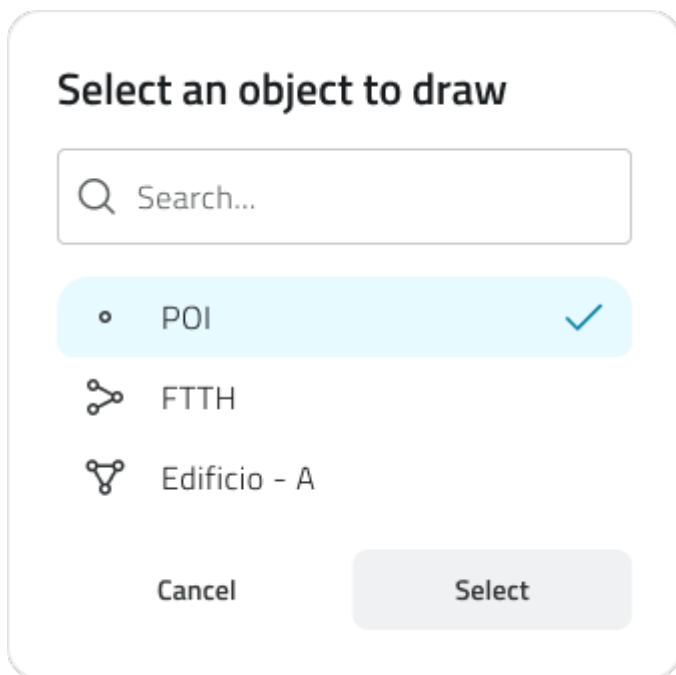 Select an object to draw
Search...
POI
FTTH
Edificio - A
Cancel Select